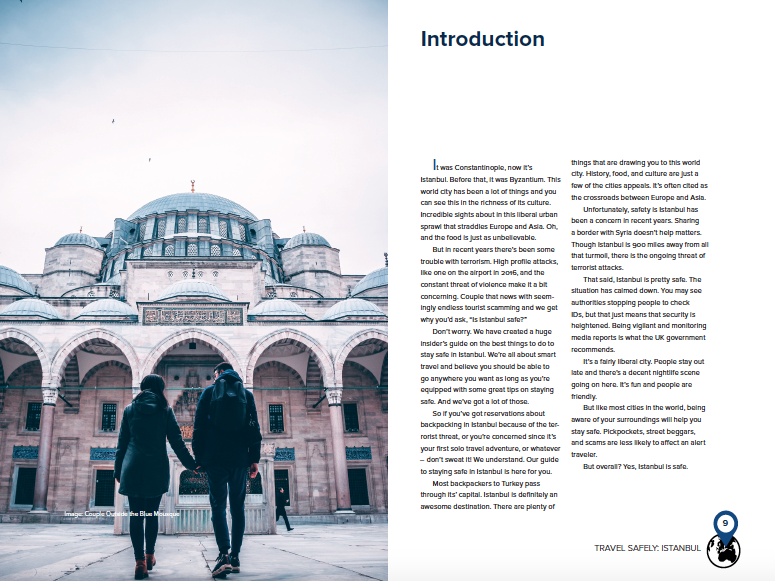 Introduction
It was Constantinople, now it's
Istanbul. Before that, it was Byzantium. This
world city has been a lot of things and you
can see this in the richness of its culture.
Incredible sights about in this liberal urban
sprawl that straddles Europe and Asia. Oh,
and the food is just as unbelievable.
But in recent years there's been some
trouble with terrorism. High profile attacks,
like one on the airport in 2016, and the
constant threat of violence make it a bit
concerning. Couple that news with seem-
ingly endless tourist scamming and we get
why you'd ask, "Is Istanbul safe?"
Don't worry. We have created a huge
insider's guide on the best things to do to
stay safe in Istanbul. We're all about smart
travel and believe you should be able to
go anywhere you want as long as you're
equipped with some great tips on staying
safe. And we've got a lot of those.
So if you've got reservations about
backpacking in Istanbul because of the ter-
rorist threat, or you're concerned since it's
your first solo travel adventure, or whatever
– don't sweat it! We understand. Our guide
to staying safe in Istanbul is here for you.
Most backpackers to Turkey pass
through its' capital. Istanbul is definitely an
awesome destination. There are plenty of
things that are drawing you to this world
city. History, food, and culture are just a
few of the cities appeals. It's often cited as
the crossroads between Europe and Asia.
Unfortunately, safety is Istanbul has
been a concern in recent years. Sharing
a border with Syria doesn't help matters.
Though Istanbul is 900 miles away from all
that turmoil, there is the ongoing threat of
terrorist attacks.
That said, Istanbul is pretty safe. The
situation has calmed down. You may see
authorities stopping people to check
IDs, but that just means that security is
heightened. Being vigilant and monitoring
media reports is what the UK government
recommends.
It's a fairly liberal city. People stay out
late and there's a decent nightlife scene
going on here. It's fun and people are
friendly.
But like most cities in the world, being
aware of your surroundings will help you
stay safe. Pickpockets, street beggars,
and scams are less likely to affect an alert
traveler.
But overall? Yes, Istanbul is safe.
Image: Couple Outside the Blue Mousque
TRAVEL SAFELY: ISTANBUL
9